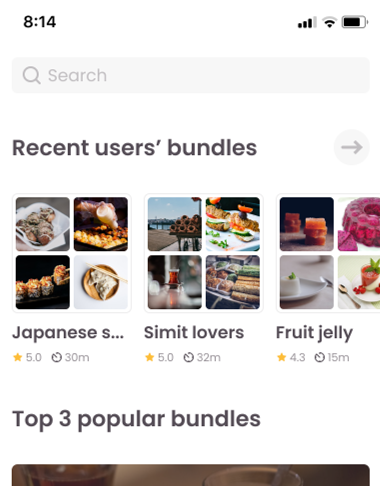 8:14
Search
Recent users’ bundles
Japanese s...
Simit lovers
Fruit jelly
5.0 30m
5.0 32m
4.3 15m
Top 3 popular bundles